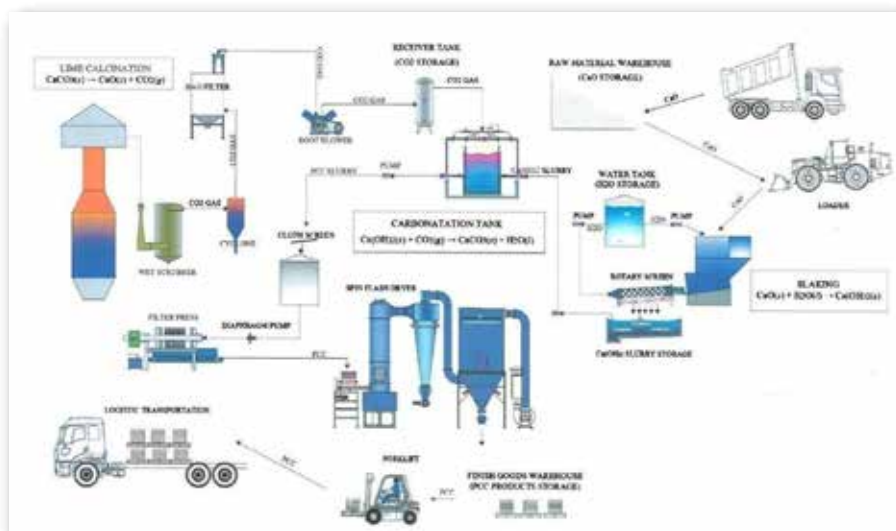 LIME CALCINATION
CaCO3(s) → CaO(s) + CO2(g)
FILTER
CO2 GAS
ROOT BLOWER
CO2 GAS
RECEIVER TANK
(CO2 STORAGE)
CO2 GAS
RAW MATERIAL WAREHOUSE
(CaO STORAGE)
CaO
CaO
LOADER
CaO
WET SCRUBBER
CO2 GAS
CYCLONE
PCC SLURRY
PUMP
SLURRY
CARBONATATION TANK
Ca(OH)2(s) + CO2(g) → CaCO3(s) + H2O(l)
WATER TANK
(H2O STORAGE)
PUMP
H2O
H2O
PUMP
ROTARY SCREEN
SLAKING
Ca(OH)2 SLURRY STORAGE
SCREEN
SPIN FLASH DRYER
FILTER PRESS
DIAPHRAGM PUMP
PCC
LOGISTIC TRANSPORTATION
PCC
FORKLIFT
PCC
FINISH GOODS WAREHOUSE
(PCC PRODUCTS STORAGE)